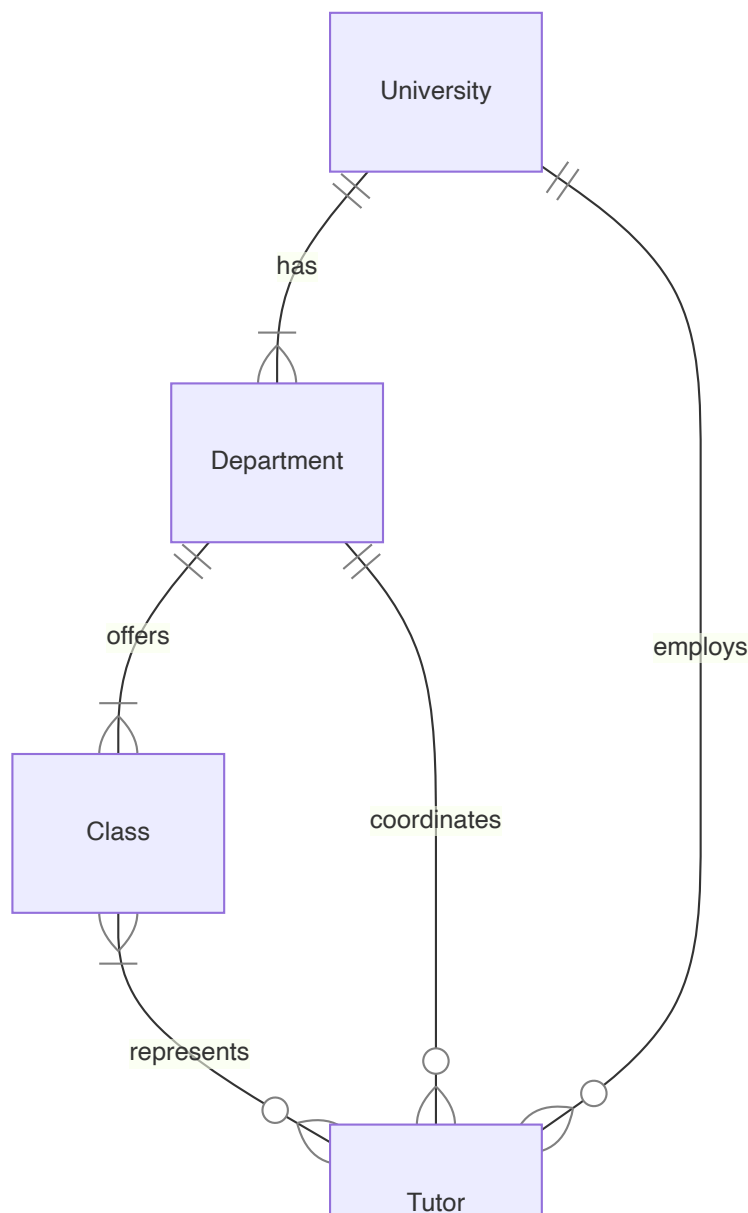 University
has
Department
offers
employs
coordinates
Class
represents
Tutor